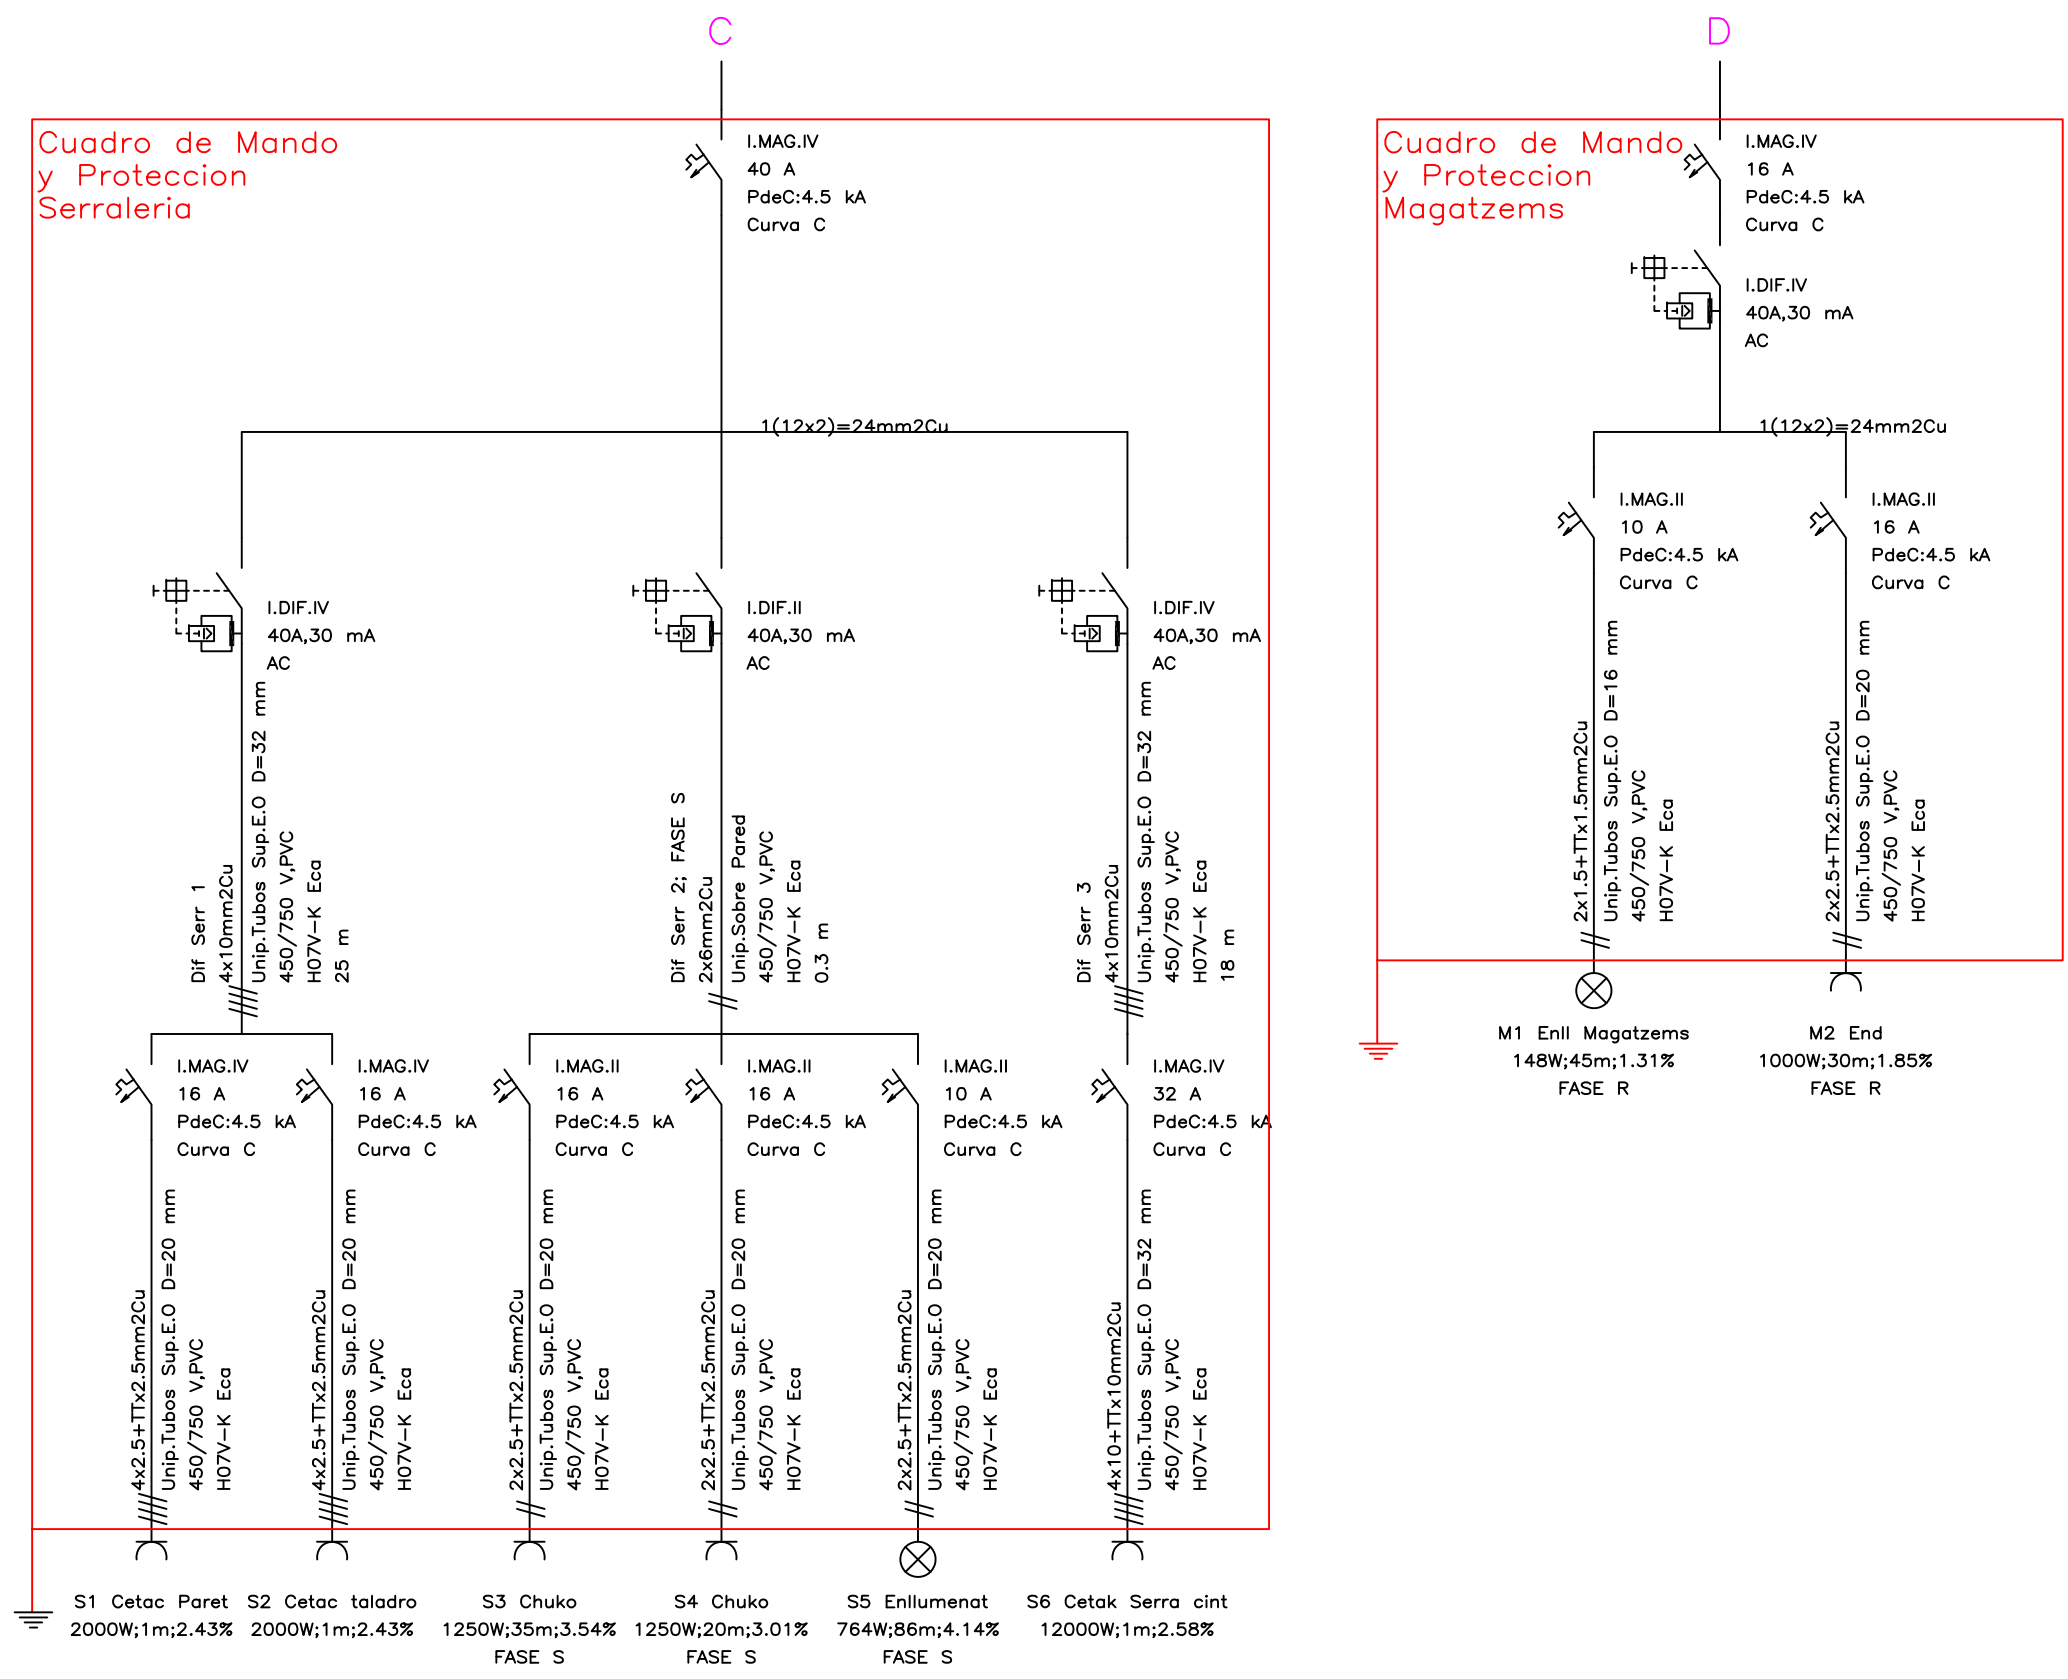 C
Cuadro de Mando
y Proteccion
Serraleria
I.MAG.IV
40 A
PdeC:4.5 kA
Curva C
1(12x2)=24mm2Cu
I.DIF.IV
40A,30 mA
AC
Dif Serr 1
4x10mm2Cu
Unip.Tubos Sup.E.O D=32 mm
450/750 V,PVC
H07V-K Eca
25 m
I.DIF.II
40A,30 mA
AC
Dif Serr 2; FASE S
2x6mm2Cu
Unip.Sobre Pared
450/750 V,PVC
H07V-K Eca
0.3 m
I.DIF.IV
40A,30 mA
AC
Dif Serr 3
4x10mm2Cu
Unip.Tubos Sup.E.O D=32 mm
450/750 V,PVC
H07V-K Eca
18 m
I.MAG.IV
16 A
PdeC:4.5 kA
Curva C
4x2.5+TTx2.5mm2Cu
Unip.Tubos Sup.E.O D=20 mm
450/750 V,PVC
H07V-K Eca
S1 Cetac Paret
2000W;1m;2.43%
I.MAG.IV
16 A
PdeC:4.5 kA
Curva C
4x2.5+TTx2.5mm2Cu
Unip.Tubos Sup.E.O D=20 mm
450/750 V,PVC
H07V-K Eca
S2 Cetac taladro
2000W;1m;2.43%
I.MAG.II
16 A
PdeC:4.5 kA
Curva C
2x2.5+TTx2.5mm2Cu
Unip.Tubos Sup.E.O D=20 mm
450/750 V,PVC
H07V-K Eca
S3 Chuko
1250W;35m;3.54%
FASE S
I.MAG.II
16 A
PdeC:4.5 kA
Curva C
2x2.5+TTx2.5mm2Cu
Unip.Tubos Sup.E.O D=20 mm
450/750 V,PVC
H07V-K Eca
S4 Chuko
1250W;20m;3.01%
FASE S
I.MAG.II
10 A
PdeC:4.5 kA
Curva C
2x2.5+TTx2.5mm2Cu
Unip.Tubos Sup.E.O D=20 mm
450/750 V,PVC
H07V-K Eca
S5 Enllumenat
764W;86m;4.14%
FASE S
I.MAG.IV
32 A
PdeC:4.5 kA
Curva C
4x10+TTx10mm2Cu
Unip.Tubos Sup.E.O D=32 mm
450/750 V,PVC
H07V-K Eca
S6 Cetak Serra cint
12000W;1m;2.58%
D
Cuadro de Mando
y Proteccion
Magatzems
I.MAG.IV
16 A
PdeC:4.5 kA
Curva C
I.DIF.IV
40A,30 mA
AC
1(12x2)=24mm2Cu
I.MAG.II
10 A
PdeC:4.5 kA
Curva C
2x1.5+TTx1.5mm2Cu
Unip.Tubos Sup.E.O D=16 mm
450/750 V,PVC
H07V-K Eca
M1 Enll Magatzems
148W;45m;1.31%
FASE R
I.MAG.II
16 A
PdeC:4.5 kA
Curva C
2x2.5+TTx2.5mm2Cu
Unip.Tubos Sup.E.O D=20 mm
450/750 V,PVC
H07V-K Eca
M2 End
1000W;30m;1.85%
FASE R